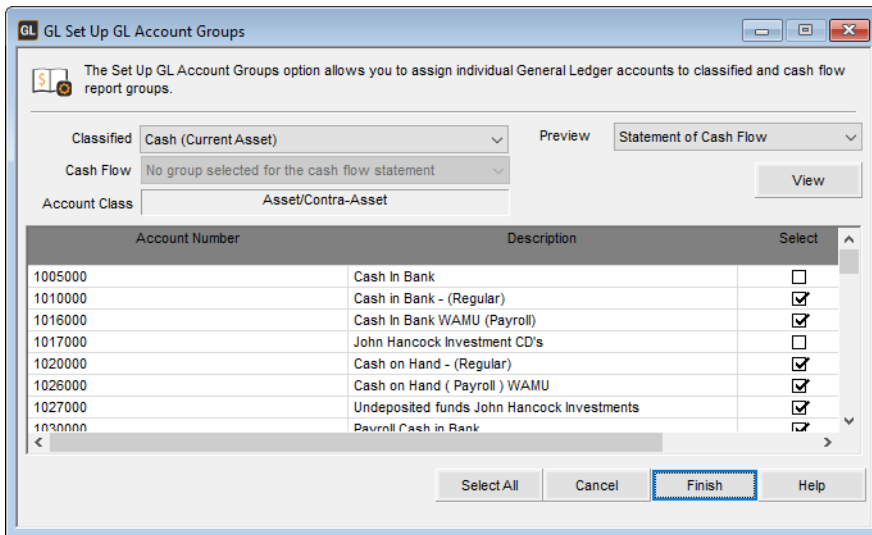 GL GL Set Up GL Account Groups
The Set Up GL Account Groups option allows you to assign individual General Ledger accounts to classified and cash flow
report groups.
Classified Cash (Current Asset) Preview Statement of Cash Flow
Cash Flow No group selected for the cash flow statement
View
Account Class Asset/Contra-Asset
Account Number Description Select
1005000 Cash In Bank
1010000 Cash in Bank - (Regular)
1016000 Cash In Bank WAMU (Payroll)
1017000 John Hancock Investment CD's
1020000 Cash on Hand - (Regular)
1026000 Cash on Hand ( Payroll ) WAMU
1027000 Undeposited funds John Hancock Investments
1030000 Payroll Cash in Bank
Select All Cancel Finish Help